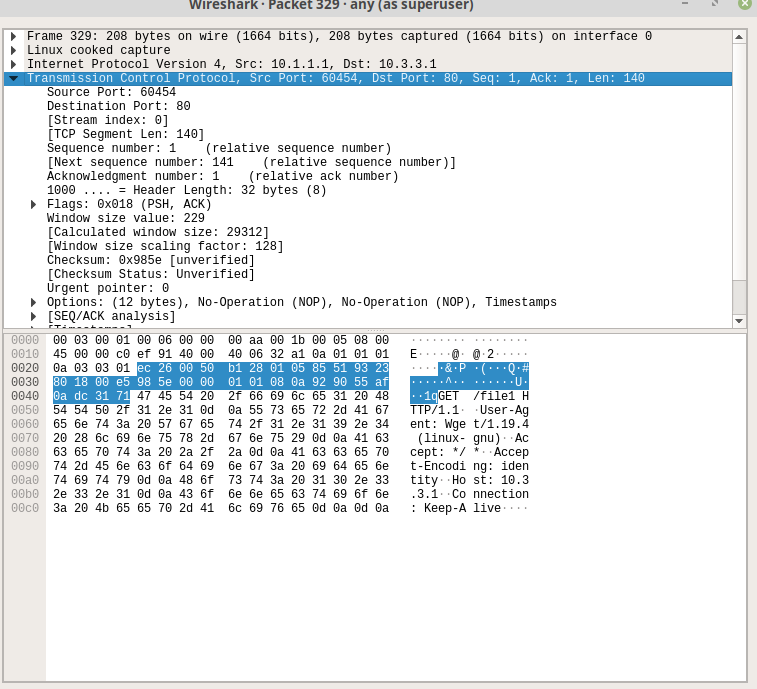 Wireshark · Packet 329 · any (as superuser)
Frame 329: 208 bytes on wire (1664 bits), 208 bytes captured (1664 bits) on interface 0
Linux cooked capture
Internet Protocol Version 4, Src: 10.1.1.1, Dst: 10.3.3.1
Transmission Control Protocol, Src Port: 60454, Dst Port: 80, Seq: 1, Ack: 1, Len: 140
Source Port: 60454
Destination Port: 80
[Stream index: 0]
[TCP Segment Len: 140]
Sequence number: 1    (relative sequence number)
[Next sequence number: 141    (relative sequence number)]
Acknowledgment number: 1    (relative ack number)
1000 .... = Header Length: 32 bytes (8)
Flags: 0x018 (PSH, ACK)
Window size value: 229
[Calculated window size: 29312]
[Window size scaling factor: 128]
Checksum: 0x985e [unverified]
[Checksum Status: Unverified]
Urgent pointer: 0
Options: (12 bytes), No-Operation (NOP), No-Operation (NOP), Timestamps
[SEQ/ACK analysis]
[Timestamps]
0000  00 03 00 01 00 06 00 00  00 aa 00 1b 00 05 08 00  ········ ········
0010  45 00 00 c0 ef 91 40 00  40 06 32 a1 0a 01 01 01  E·····@· @·2·····
0020  0a 03 03 01 ec 26 00 50  b1 28 01 05 85 51 93 23  ·····&·P ·(···Q·#
0030  80 18 00 e5 98 5e 00 00  01 01 08 0a 92 90 55 af  ·····^·· ······U·
0040  0a dc 31 71 47 45 54 20  2f 66 69 6c 65 31 20 48  ··1qGET  /file1 H
0050  54 54 50 2f 31 2e 31 0d  0a 55 73 65 72 2d 41 67  TTP/1.1· ·User-Ag
0060  65 6e 74 3a 20 57 67 65  74 2f 31 2e 31 39 2e 34  ent: Wge t/1.19.4
0070  20 28 6c 69 6e 75 78 2d  67 6e 75 29 0d 0a 41 63   (linux- gnu)··Ac
0080  63 65 70 74 3a 20 2a 2f  2a 0d 0a 41 63 63 65 70  cept: */ *··Accep
0090  74 2d 45 6e 63 6f 64 69  6e 67 3a 20 69 64 65 6e  t-Encodi ng: iden
00a0  74 69 74 79 0d 0a 48 6f  73 74 3a 20 31 30 2e 33  tity··Ho st: 10.3
00b0  2e 33 2e 31 0d 0a 43 6f  6e 6e 65 63 74 69 6f 6e  .3.1··Co nnection
00c0  3a 20 4b 65 65 70 2d 41  6c 69 76 65 0d 0a 0d 0a  : Keep-A live····